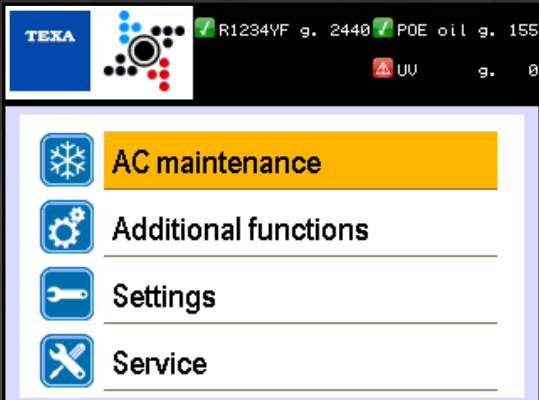 TEXA
R1234YF g. 2440 POE oil g. 155
UV g. 0
AC maintenance
Additional functions
Settings
Service